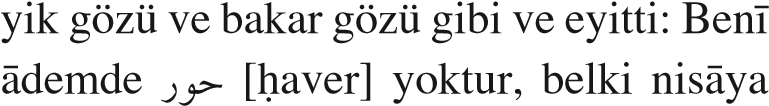 yik gözü ve bakar gözü gibi ve eyitti: Benī
ādemde حور [ḥaver] yoktur, belki nisāya